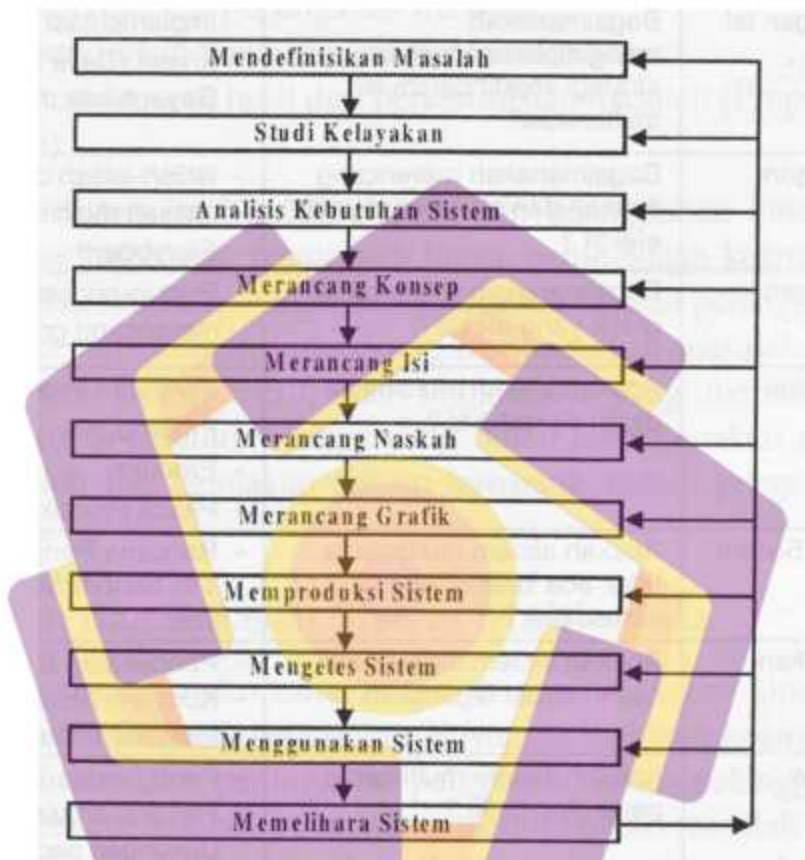 Mendefinisikan Masalah
Studi Kelayakan
Analisis Kebutuhan Sistem
Merancang Konsep
Merancang Isi
Merancang Naskah
Merancang Grafik
Memproduksi Sistem
Mengetes Sistem
Menggunakan Sistem
Memelihara Sistem